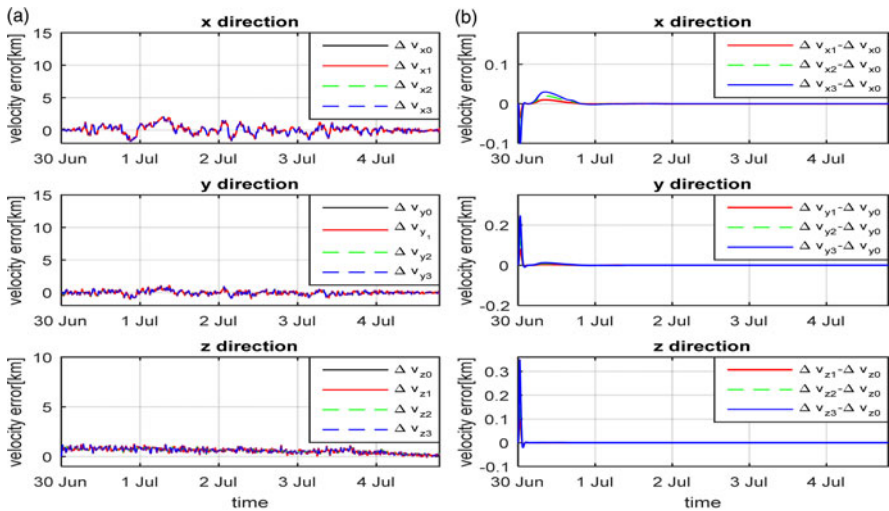 (a)
x direction
velocity error[km]
15
10
5
0
Δ v_x0
Δ v_x1
Δ v_x2
Δ v_x3
30 Jun 1 Jul 2 Jul 3 Jul 4 Jul
y direction
velocity error[km]
15
10
5
0
Δ v_y0
Δ v_y1
Δ v_y2
Δ v_y3
30 Jun 1 Jul 2 Jul 3 Jul 4 Jul
z direction
velocity error[km]
10
5
0
Δ v_z0
Δ v_z1
Δ v_z2
Δ v_z3
30 Jun 1 Jul 2 Jul 3 Jul 4 Jul
time
(b)
x direction
velocity error[km]
0.1
0
-0.1
Δ v_x1-Δ v_x0
Δ v_x2-Δ v_x0
Δ v_x3-Δ v_x0
30 Jun 1 Jul 2 Jul 3 Jul 4 Jul
y direction
velocity error[km]
0.2
0
-0.2
Δ v_y1-Δ v_y0
Δ v_y2-Δ v_y0
Δ v_y3-Δ v_y0
30 Jun 1 Jul 2 Jul 3 Jul 4 Jul
z direction
velocity error[km]
0.3
0.2
0.1
0
-0.1
Δ v_z1-Δ v_z0
Δ v_z2-Δ v_z0
Δ v_z3-Δ v_z0
30 Jun 1 Jul 2 Jul 3 Jul 4 Jul
time